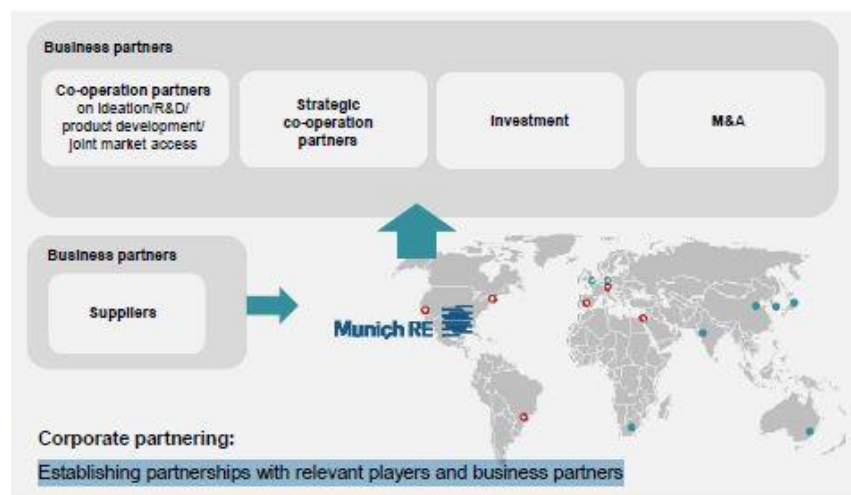 Business partners
Co-operation partners
on Ideation/R&D/
product development/
joint market access
Strategic
co-operation
partners
Investment
M&A
Business partners
Suppliers
Munich RE
Corporate partnering:
Establishing partnerships with relevant players and business partners